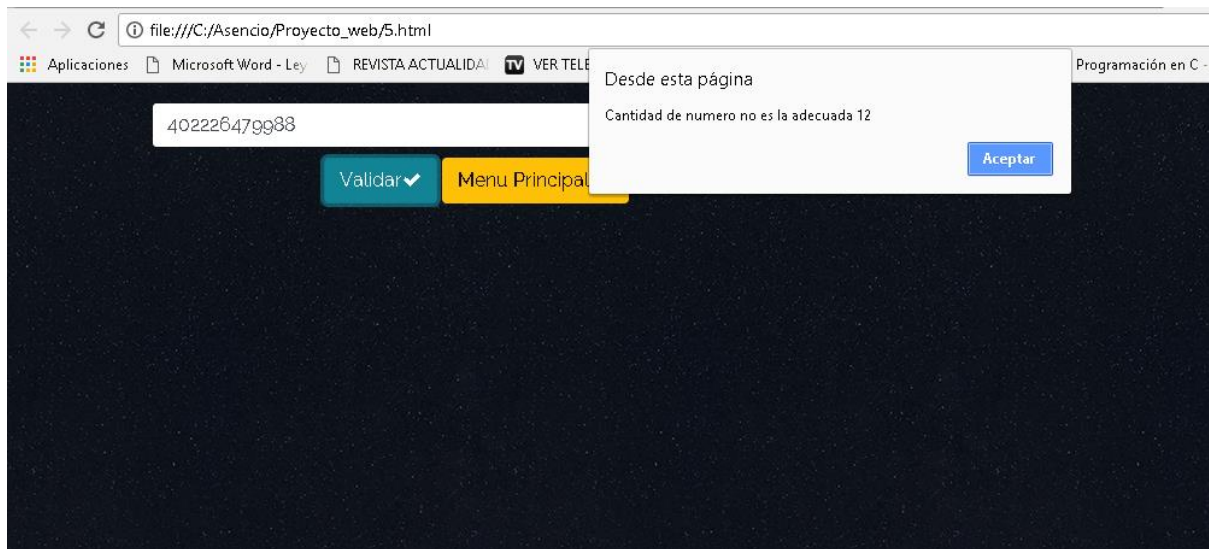 file:///C:/Asencio/Proyecto_web/5.html
Aplicaciones Microsoft Word - Ley REVISTA ACTUALIDA TV VER TELE Programación en C -
Desde esta página
Cantidad de numero no es la adecuada 12
Aceptar
402226479988
Validar Menu Principal